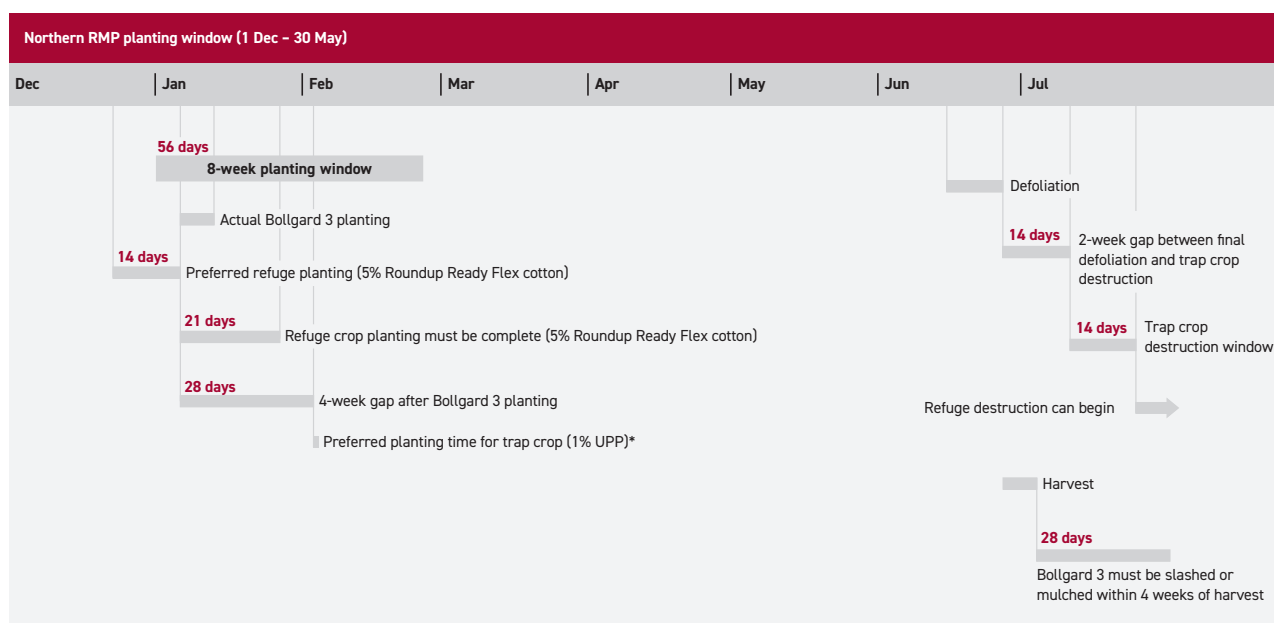 Northern RMP planting window (1 Dec – 30 May)
Dec
Jan
Feb
Mar
Apr
May
Jun
Jul
56 days
8-week planting window
Actual Bollgard 3 planting
14 days
Preferred refuge planting (5% Roundup Ready Flex cotton)
21 days
Refuge crop planting must be complete (5% Roundup Ready Flex cotton)
28 days
4-week gap after Bollgard 3 planting
Preferred planting time for trap crop (1% UPP)*
Defoliation
14 days
2-week gap between final
defoliation and trap crop
destruction
14 days
Trap crop
destruction window
Refuge destruction can begin
Harvest
28 days
Bollgard 3 must be slashed or
mulched within 4 weeks of harvest